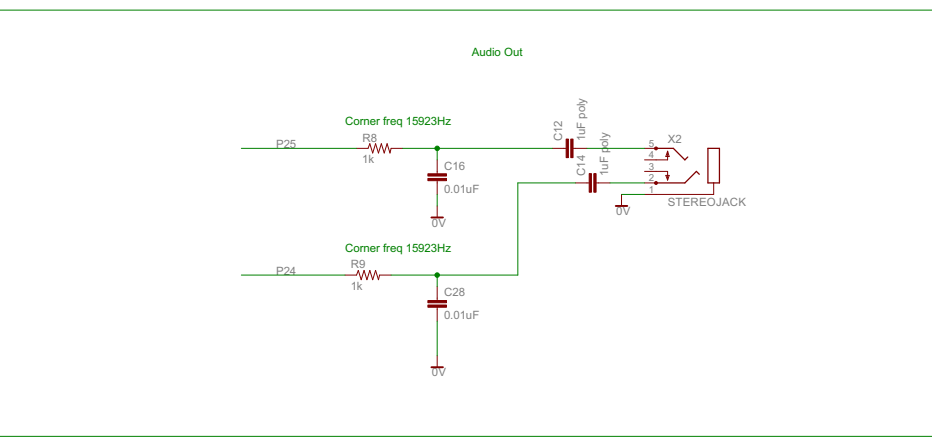 Audio Out
Corner freq 15923Hz
P25
R8
1k
C16
0.01uF
0V
C12
1uF poly
C14
1uF poly
X2
5
4
3
2
1
STEREOJACK
0V
Corner freq 15923Hz
P24
R9
1k
C28
0.01uF
0V